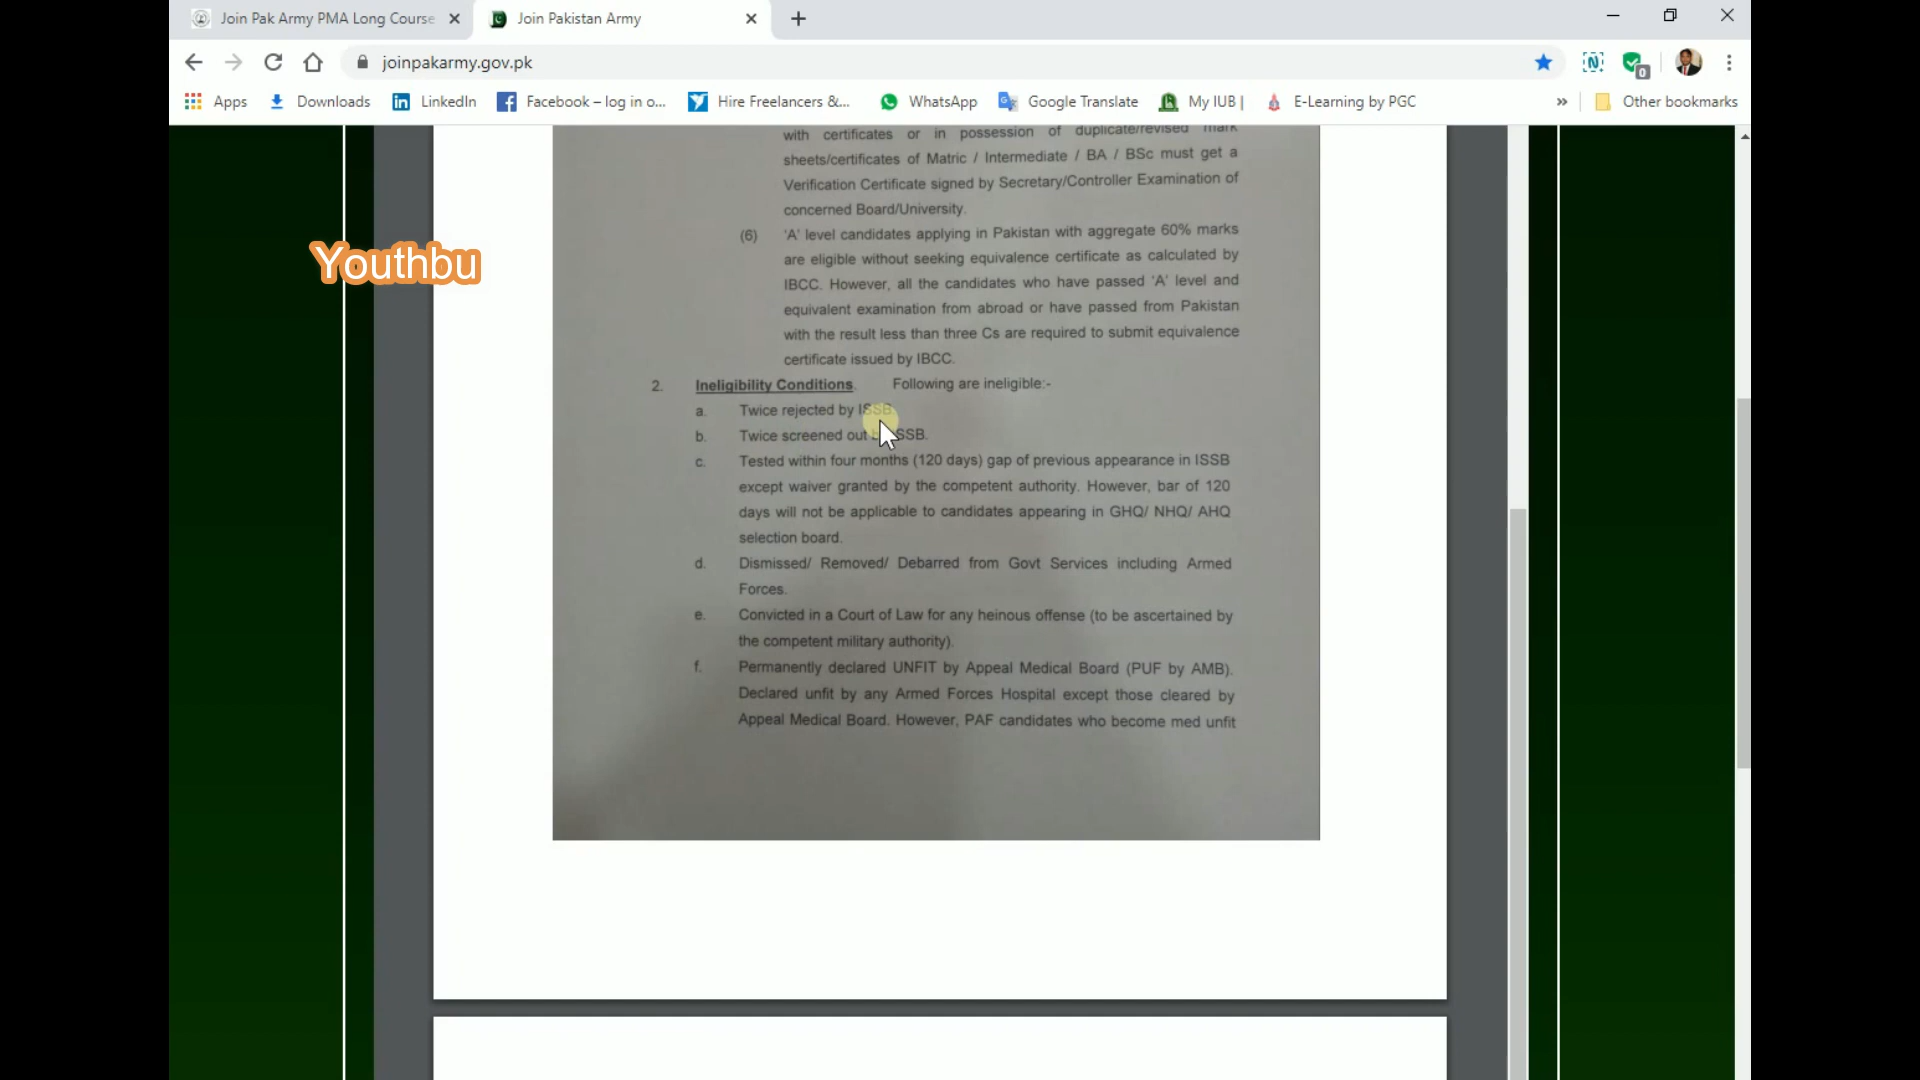 Join Pak Army PMA Long Course
Join Pakistan Army
joinpakarmy.gov.pk
0
Apps
Downloads
LinkedIn
Facebook – log in o...
Hire Freelancers &...
WhatsApp
Google Translate
My IUB |
E-Learning by PGC
»
Other bookmarks
with certificates or in possession of duplicate/revised mark
sheets/certificates of Matric / Intermediate / BA / BSc must get a
Verification Certificate signed by Secretary/Controller Examination of
concerned Board/University.
(6) 'A' level candidates applying in Pakistan with aggregate 60% marks
are eligible without seeking equivalence certificate as calculated by
IBCC. However, all the candidates who have passed 'A' level and
equivalent examination from abroad or have passed from Pakistan
with the result less than three Cs are required to submit equivalence
certificate issued by IBCC.
Youthbu
2. Ineligibility Conditions. Following are ineligible:-
a. Twice rejected by ISSB.
b. Twice screened out by ISSB.
c. Tested within four months (120 days) gap of previous appearance in ISSB
except waiver granted by the competent authority. However, bar of 120
days will not be applicable to candidates appearing in GHQ/ NHQ/ AHQ
selection board.
d. Dismissed/ Removed/ Debarred from Govt Services including Armed
Forces.
e. Convicted in a Court of Law for any heinous offense (to be ascertained by
the competent military authority).
f. Permanently declared UNFIT by Appeal Medical Board (PUF by AMB).
Declared unfit by any Armed Forces Hospital except those cleared by
Appeal Medical Board. However, PAF candidates who become med unfit